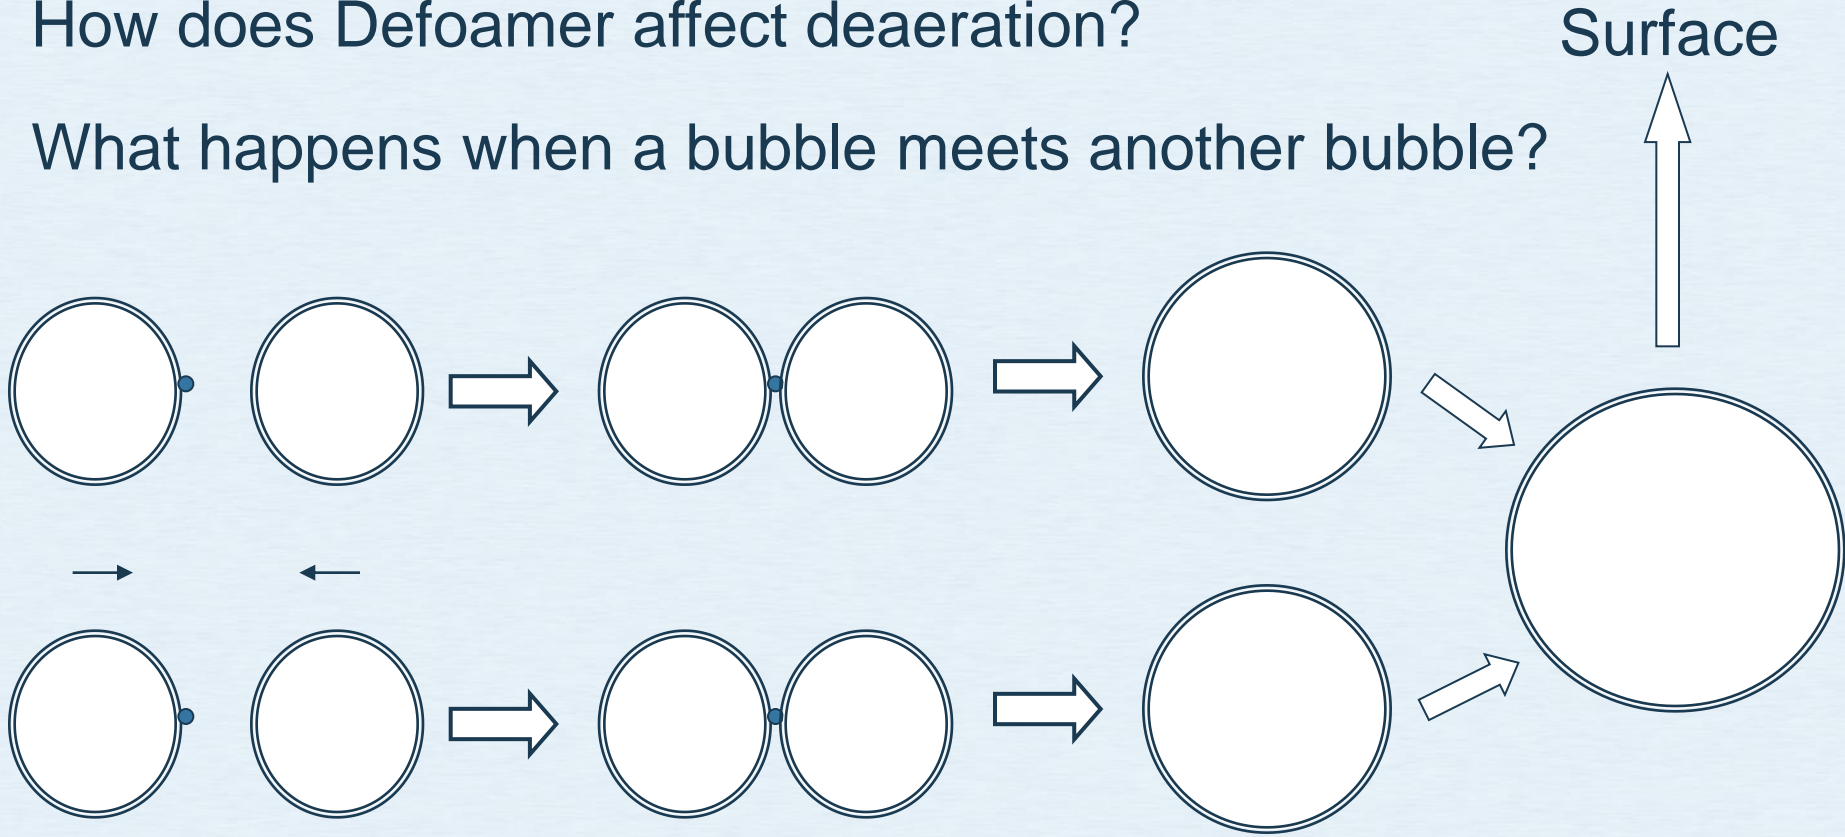 How does Defoamer affect deaeration?
Surface
What happens when a bubble meets another bubble?